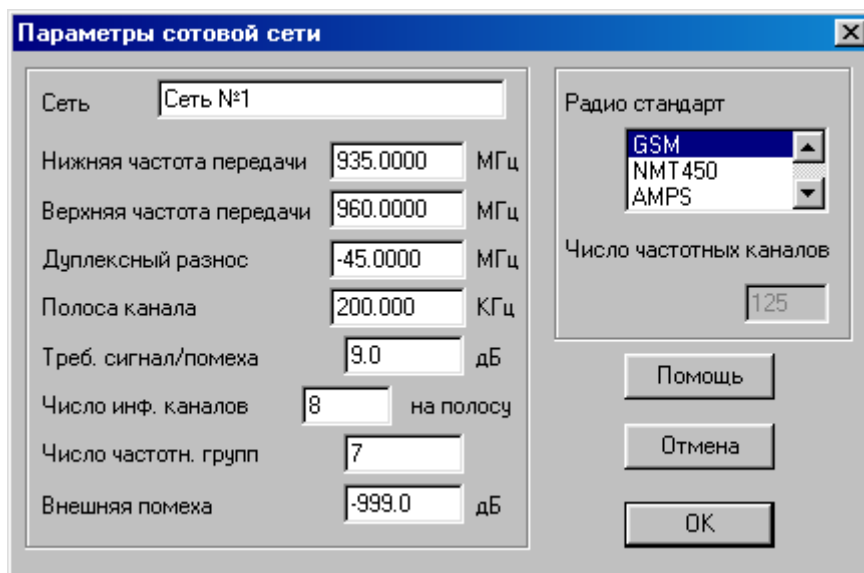 Параметры сотовой сети
Сеть Сеть №1
Нижняя частота передачи 935.0000 МГц
Верхняя частота передачи 960.0000 МГц
Дуплексный разнос -45.0000 МГц
Полоса канала 200.000 КГц
Треб. сигнал/помеха 9.0 дБ
Число инф. каналов 8 на полосу
Число частотн. групп 7
Внешняя помеха -999.0 дБ
Радио стандарт
GSM
NMT450
AMPS
Число частотных каналов
125
Помощь
Отмена
OK